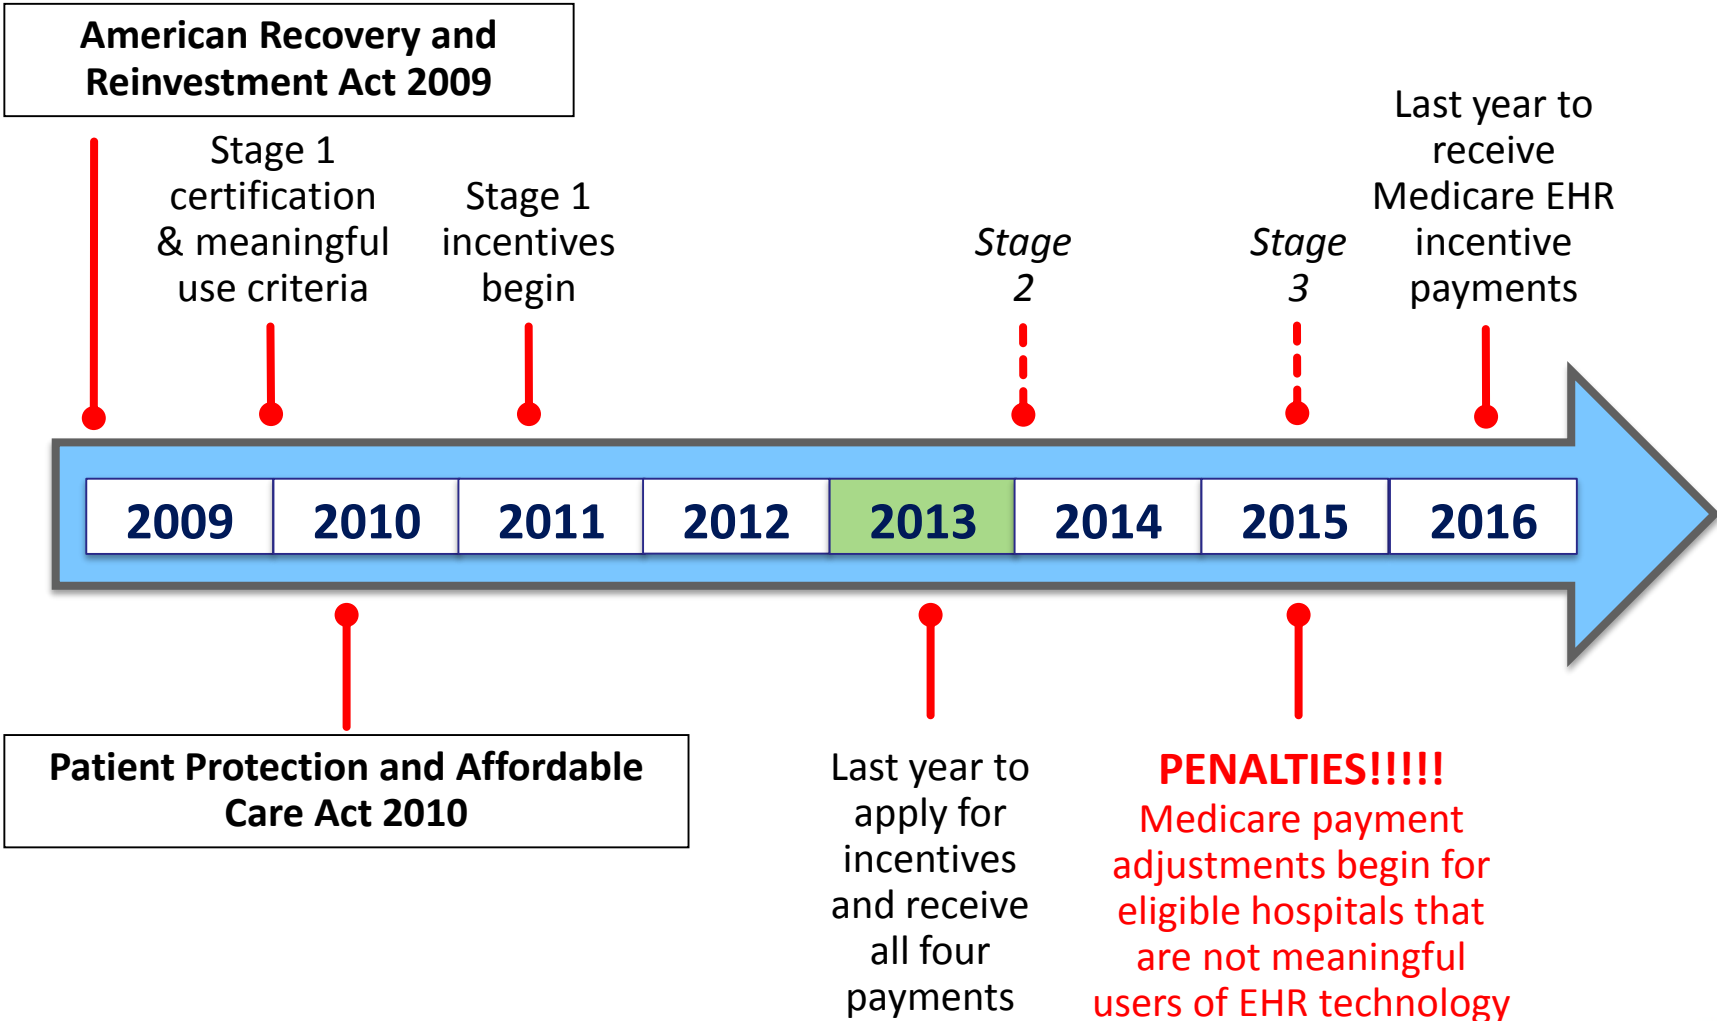 American Recovery and
Reinvestment Act 2009
Stage 1
certification
& meaningful
use criteria
Stage 1
incentives
begin
Stage
2
Stage
3
Last year to
receive
Medicare EHR
incentive
payments
2009
2010
2011
2012
2013
2014
2015
2016
Patient Protection and Affordable
Care Act 2010
Last year to
apply for
incentives
and receive
all four
payments
PENALTIES!!!!!
Medicare payment
adjustments begin for
eligible hospitals that
are not meaningful
users of EHR technology